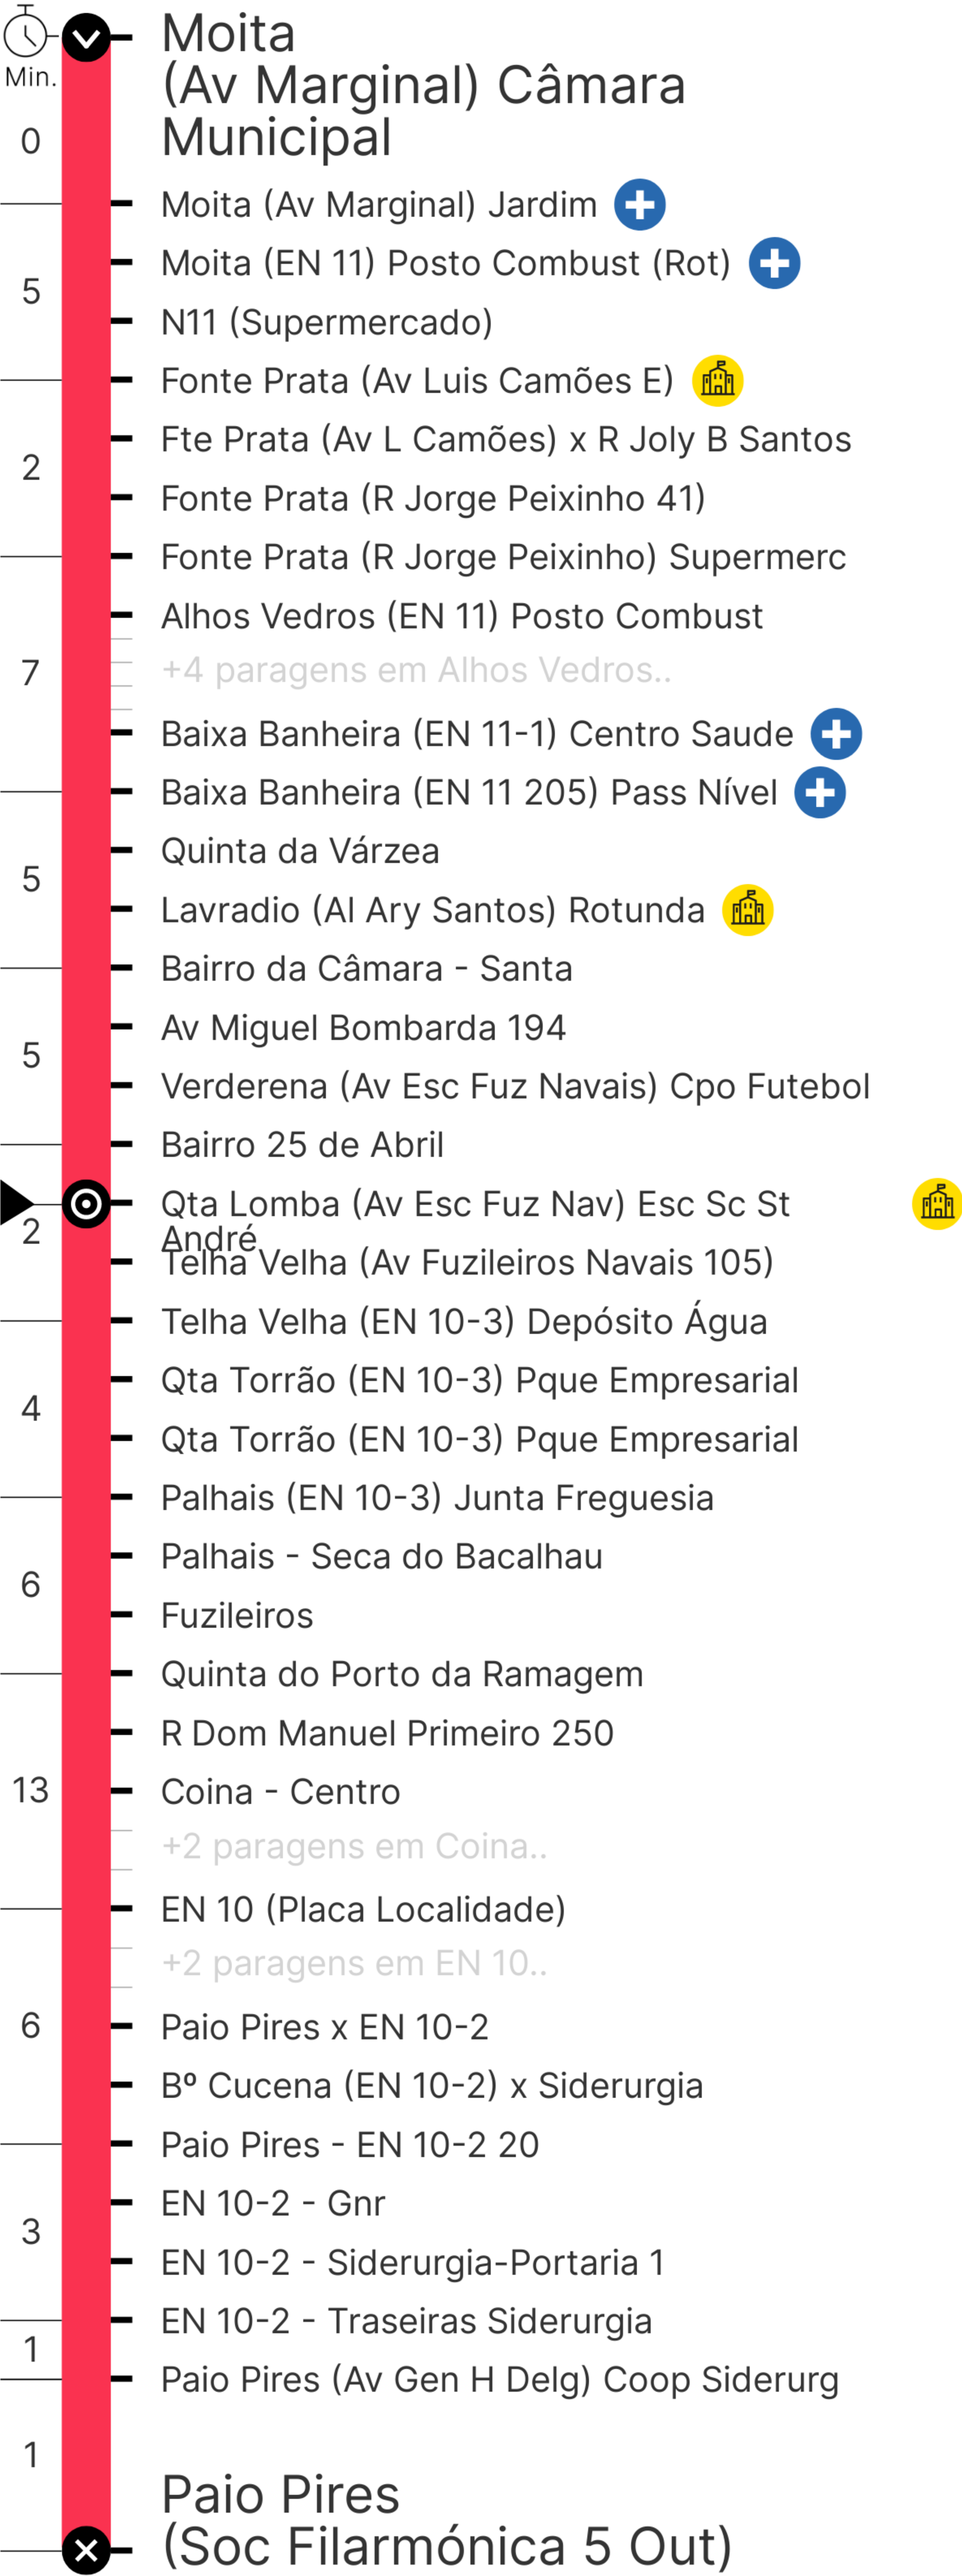 Min.
Moita
(Av Marginal) Câmara
Municipal
0
Moita (Av Marginal) Jardim
Moita (EN 11) Posto Combust (Rot)
5
N11 (Supermercado)
Fonte Prata (Av Luis Camões E)
Fte Prata (Av L Camões) x R Joly B Santos
2
Fonte Prata (R Jorge Peixinho 41)
Fonte Prata (R Jorge Peixinho) Supermerc
Alhos Vedros (EN 11) Posto Combust
7
+4 paragens em Alhos Vedros..
Baixa Banheira (EN 11-1) Centro Saude
Baixa Banheira (EN 11 205) Pass Nível
Quinta da Várzea
5
Lavradio (Al Ary Santos) Rotunda
Bairro da Câmara - Santa
Av Miguel Bombarda 194
5
Verderena (Av Esc Fuz Navais) Cpo Futebol
Bairro 25 de Abril
Qta Lomba (Av Esc Fuz Nav) Esc Sc St
André
2
Telha Velha (Av Fuzileiros Navais 105)
Telha Velha (EN 10-3) Depósito Água
Qta Torrão (EN 10-3) Pque Empresarial
4
Qta Torrão (EN 10-3) Pque Empresarial
Palhais (EN 10-3) Junta Freguesia
Palhais - Seca do Bacalhau
6
Fuzileiros
Quinta do Porto da Ramagem
R Dom Manuel Primeiro 250
13
Coina - Centro
+2 paragens em Coina..
EN 10 (Placa Localidade)
+2 paragens em EN 10..
6
Paio Pires x EN 10-2
Bº Cucena (EN 10-2) x Siderurgia
Paio Pires - EN 10-2 20
EN 10-2 - Gnr
3
EN 10-2 - Siderurgia-Portaria 1
EN 10-2 - Traseiras Siderurgia
1
Paio Pires (Av Gen H Delg) Coop Siderurg
1
Paio Pires
(Soc Filarmónica 5 Out)